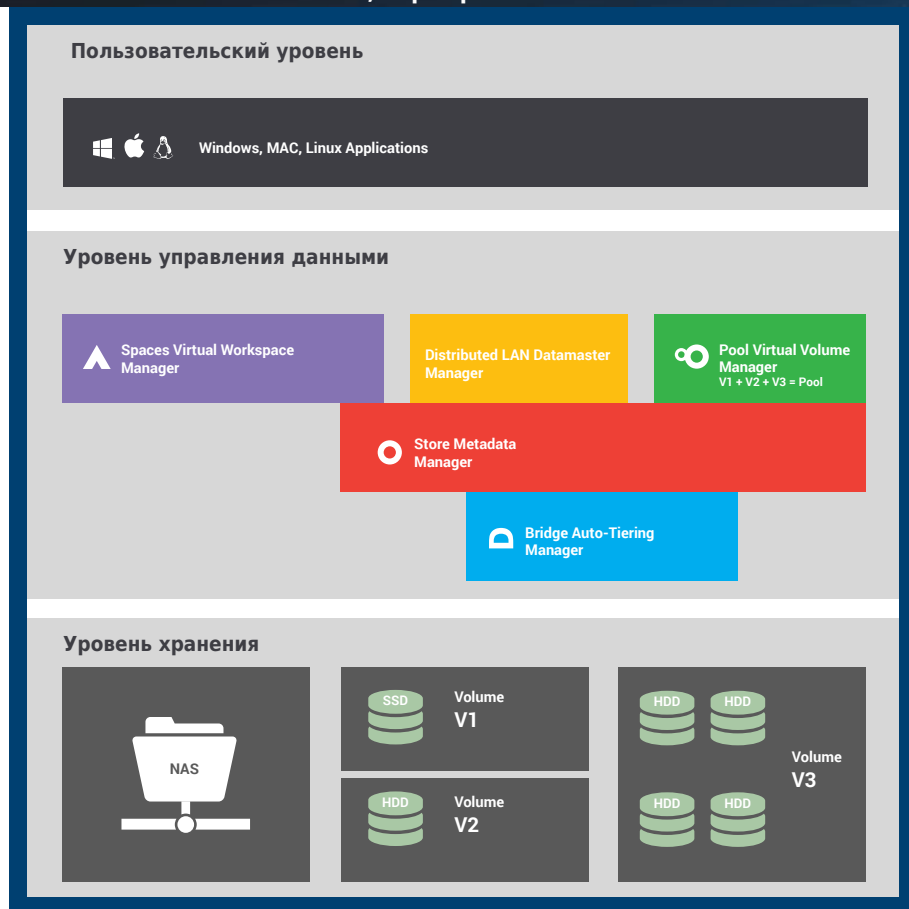 Пользовательский уровень
Windows, MAC, Linux Applications
Уровень управления данными
Spaces Virtual Workspace
Manager
Distributed LAN Datamaster
Manager
Pool Virtual Volume
Manager
V1 + V2 + V3 = Pool
Store Metadata
Manager
Bridge Auto-Tiering
Manager
Уровень хранения
NAS
SSD
Volume
V1
HDD
Volume
V2
HDD
HDD
Volume
V3
HDD
HDD